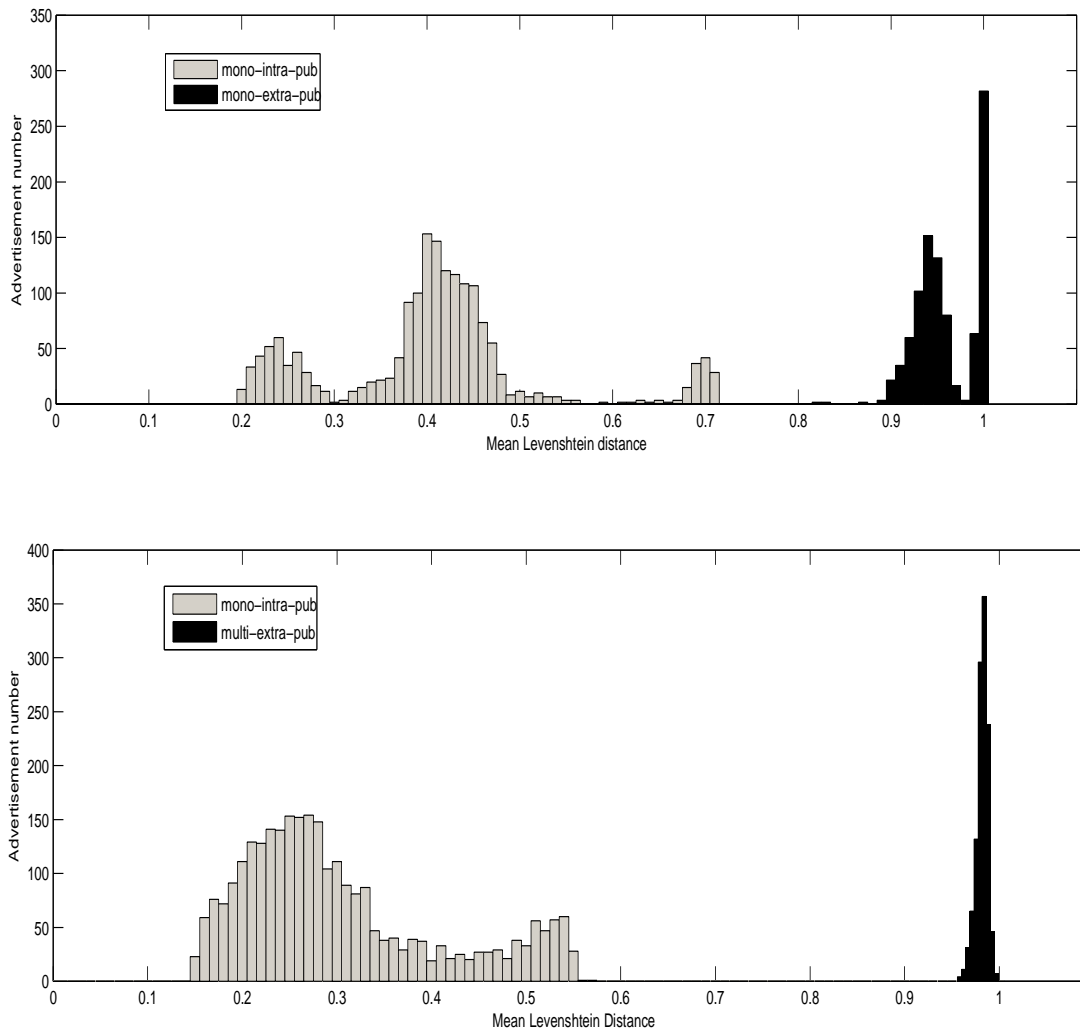 350
300
250
200
150
100
50
0
Advertisement number
mono-intra-pub
mono-extra-pub
0 0.1 0.2 0.3 0.4 0.5 0.6 0.7 0.8 0.9 1
Mean Levenshtein distance
400
350
300
250
200
150
100
50
0
Advertisement number
mono-intra-pub
multi-extra-pub
0 0.1 0.2 0.3 0.4 0.5 0.6 0.7 0.8 0.9 1
Mean Levenshtein Distance